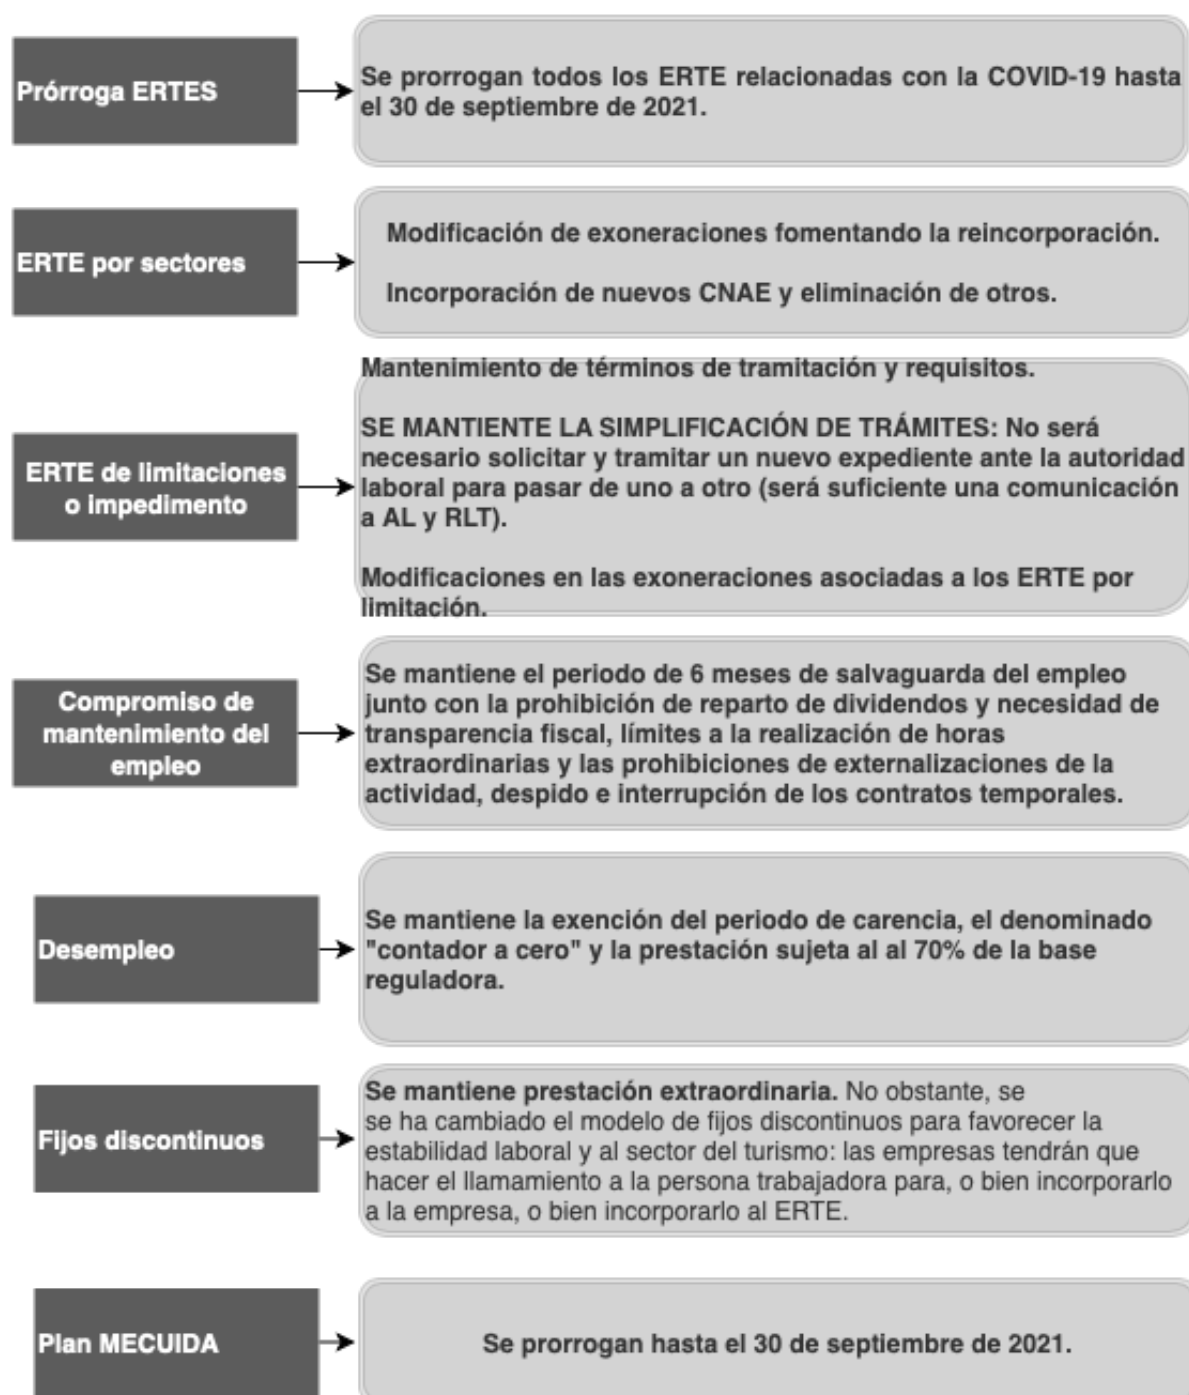 Prórroga ERTES
Se prorrogan todos los ERTE relacionadas con la COVID-19 hasta
el 30 de septiembre de 2021.
ERTE por sectores
Modificación de exoneraciones fomentando la reincorporación.
Incorporación de nuevos CNAE y eliminación de otros.
ERTE de limitaciones
o impedimento
Mantenimiento de términos de tramitación y requisitos.
SE MANTIENTE LA SIMPLIFICACIÓN DE TRÁMITES: No será
necesario solicitar y tramitar un nuevo expediente ante la autoridad
laboral para pasar de uno a otro (será suficiente una comunicación
a AL y RLT).
Modificaciones en las exoneraciones asociadas a los ERTE por
limitación.
Compromiso de
mantenimiento del
empleo
Se mantiene el periodo de 6 meses de salvaguarda del empleo
junto con la prohibición de reparto de dividendos y necesidad de
transparencia fiscal, límites a la realización de horas
extraordinarias y las prohibiciones de externalizaciones de la
actividad, despido e interrupción de los contratos temporales.
Desempleo
Se mantiene la exención del periodo de carencia, el denominado
"contador a cero" y la prestación sujeta al al 70% de la base
reguladora.
Fijos discontinuos
Se mantiene prestación extraordinaria. No obstante, se
se ha cambiado el modelo de fijos discontinuos para favorecer la
estabilidad laboral y al sector del turismo: las empresas tendrán que
hacer el llamamiento a la persona trabajadora para, o bien incorporarlo
a la empresa, o bien incorporarlo al ERTE.
Plan MECUIDA
Se prorrogan hasta el 30 de septiembre de 2021.